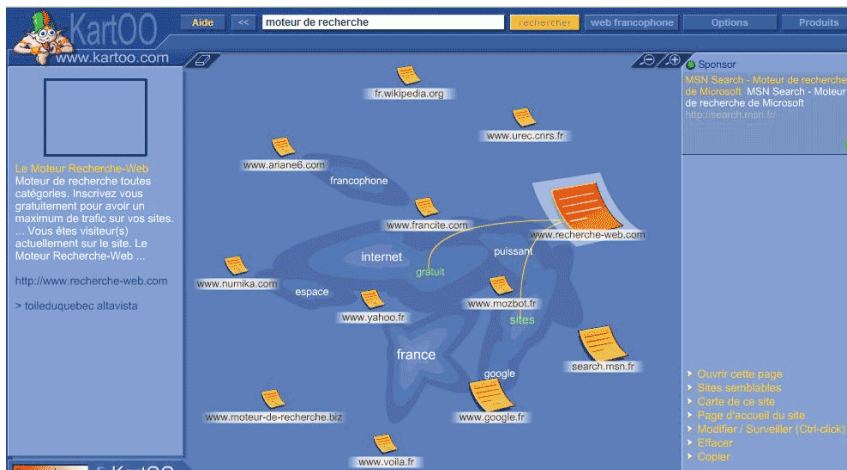 KartOO
www.kartoo.com
Aide
<<
moteur de recherche
rechercher
web francophone
Options
Produits
Le Moteur Recherche-Web
Moteur de recherche toutes
catégories. Inscrivez vous
gratuitement pour avoir un
maximum de trafic sur vos sites.
... Vous êtes visiteur(s)
actuellement sur le site. Le
Moteur Recherche-Web ...
http://www.recherche-web.com
> toileduquebec altavista
KartOO
fr.wikipedia.org
www.urec.cnrs.fr
www.ariane6.com
francophone
www.francite.com
www.recherche-web.com
puissant
internet
gratuit
www.numika.com
espace
www.mozbot.fr
www.yahoo.fr
sites
france
search.msn.fr
google
www.google.fr
www.moteur-de-recherche.biz
www.voila.fr
Sponsor
MSN Search - Moteur de recherche
de Microsoft MSN Search - Moteur
de recherche de Microsoft
http://search.msn.fr/
Ouvrir cette page
Sites semblables
Carte de ce site
Page d'accueil du site
Modifier / Surveiller (Ctrl-click)
Effacer
Copier